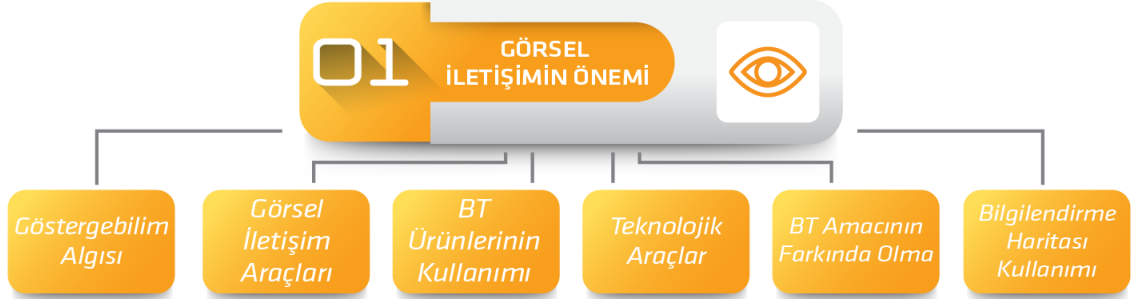 01
GÖRSEL
İLETİŞİMİN ÖNEMİ
Göstergebilim
Algısı
Görsel
İletişim
Araçları
BT
Ürünlerinin
Kullanımı
Teknolojik
Araçlar
BT Amacının
Farkında Olma
Bilgilendirme
Haritası
Kullanımı